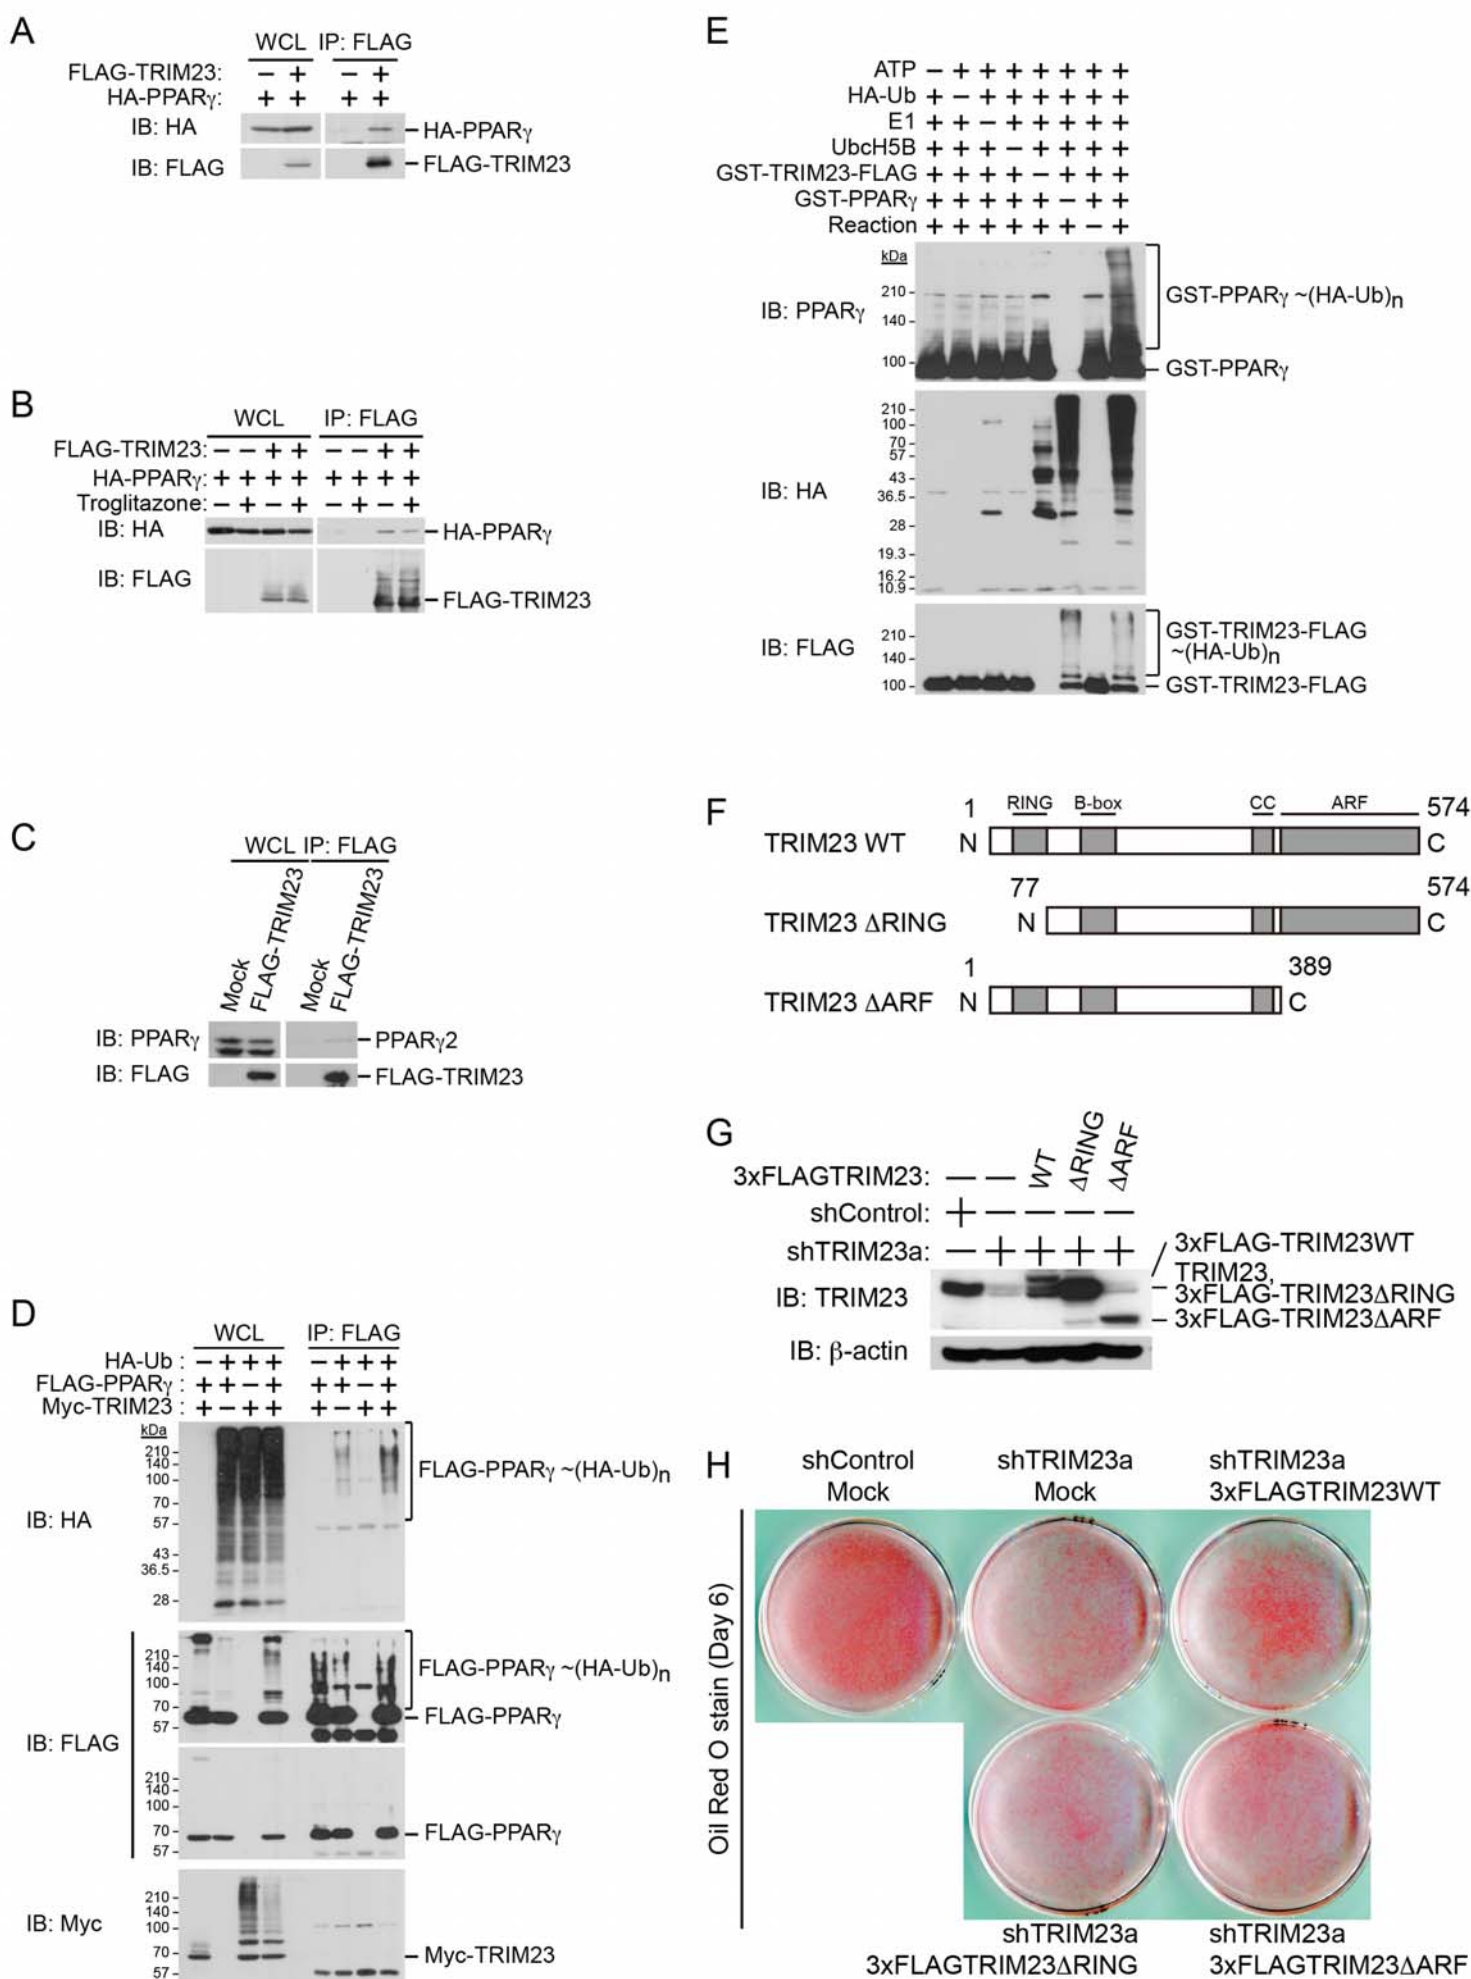 A
WCL IP: FLAG
FLAG-TRIM23: − + − +
HA-PPARγ: + + + +
IB: HA
HA-PPARγ
IB: FLAG
FLAG-TRIM23
B
WCL IP: FLAG
FLAG-TRIM23: − − + + − − + +
HA-PPARγ: + + + + + + + +
Troglitazone: − + − + − + − +
IB: HA
HA-PPARγ
IB: FLAG
FLAG-TRIM23
C
WCL IP: FLAG
Mock FLAG-TRIM23 Mock FLAG-TRIM23
IB: PPARγ
PPARγ2
IB: FLAG
FLAG-TRIM23
D
WCL IP: FLAG
HA-Ub : − + + + − + + +
FLAG-PPARγ : + + − + + + − +
Myc-TRIM23 : + − + + + − + +
kDa
210
140
100
70
57
43
36.5
28
IB: HA
FLAG-PPARγ ~(HA-Ub)n
210
140
100
70
57
FLAG-PPARγ ~(HA-Ub)n
FLAG-PPARγ
IB: FLAG
210
140
100
70
57
FLAG-PPARγ
IB: Myc
210
140
100
70
57
Myc-TRIM23
E
ATP − + + + + + + +
HA-Ub + − + + + + + +
E1 + + − + + + + +
UbcH5B + + + − + + + +
GST-TRIM23-FLAG + + + + − + + +
GST-PPARγ + + + + + − + +
Reaction + + + + + + − +
kDa
210
140
100
IB: PPARγ
GST-PPARγ ~(HA-Ub)n
GST-PPARγ
IB: HA
210
100
70
57
43
36.5
28
19.3
16.2
10.9
IB: FLAG
210
140
100
GST-TRIM23-FLAG
~(HA-Ub)n
GST-TRIM23-FLAG
F
1 RING B-box CC ARF 574
TRIM23 WT N C
77 574
TRIM23 ΔRING N C
1 389
TRIM23 ΔARF N C
G
3xFLAGTRIM23: — — WT ΔRING ΔARF
shControl: + — — — —
shTRIM23a: — + + + +
IB: TRIM23
3xFLAG-TRIM23WT
TRIM23,
3xFLAG-TRIM23ΔRING
3xFLAG-TRIM23ΔARF
IB: β-actin
H
shControl
Mock
shTRIM23a
Mock
shTRIM23a
3xFLAGTRIM23WT
Oil Red O stain (Day 6)
shTRIM23a
3xFLAGTRIM23ΔRING
shTRIM23a
3xFLAGTRIM23ΔARF